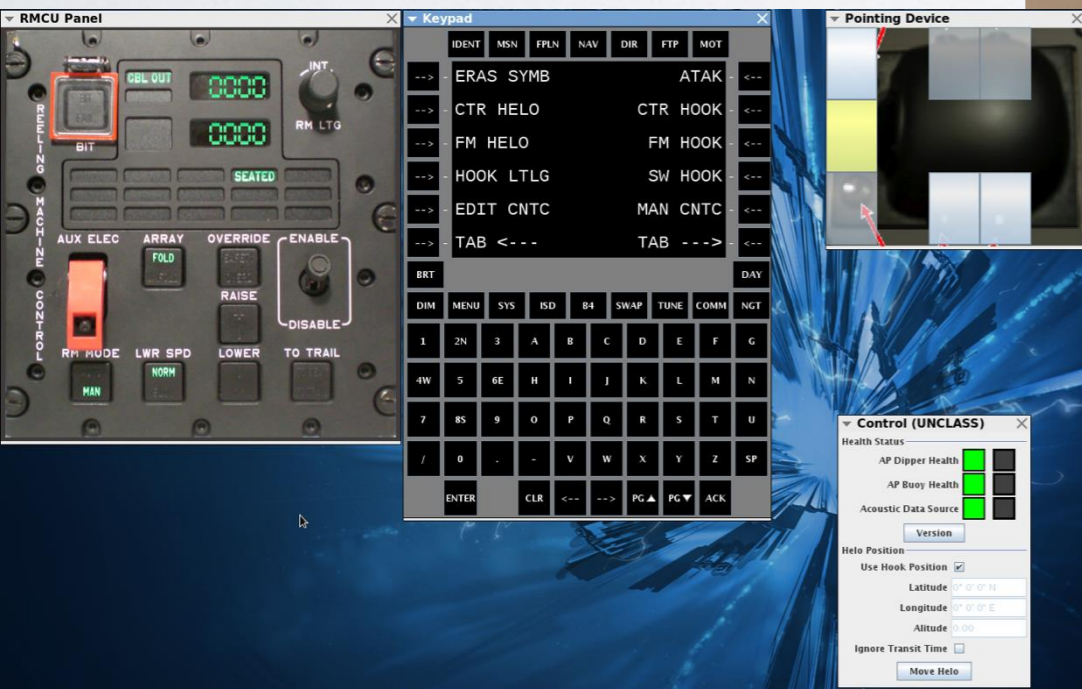 RMCU Panel
CBL OUT
0000
INT
RM LTG
BIT
0000
SEATED
REELING MACHINE CONTROL
AUX ELEC ARRAY OVERRIDE ENABLE
FOLD
RAISE
DISABLE
RM MODE LWR SPD LOWER TO TRAIL
MAN NORM
Keypad
IDENT MSN FPLN NAV DIR FTP MOT
--> - ERAS SYMB ATAK - <--
--> - CTR HELO CTR HOOK - <--
--> - FM HELO FM HOOK - <--
--> - HOOK LTLG SW HOOK - <--
--> - EDIT CNTC MAN CNTC - <--
--> - TAB <--- TAB ---> - <--
BRT DAY
DIM MENU SYS ISD B4 SWAP TUNE COMM NGT
1 2N 3 A B C D E F G
4W 5 6E H I J K L M N
7 8S 9 O P Q R S T U
/ 0 . - V W X Y Z SP
ENTER CLR <-- --> PG▲ PG▼ ACK
Pointing Device
Control (UNCLASS)
Health Status
AP Dipper Health
AP Buoy Health
Acoustic Data Source
Version
Helo Position
Use Hook Position
Latitude 0° 0' 0" N
Longitude 0° 0' 0" E
Alitude 0.00
Ignore Transit Time
Move Helo